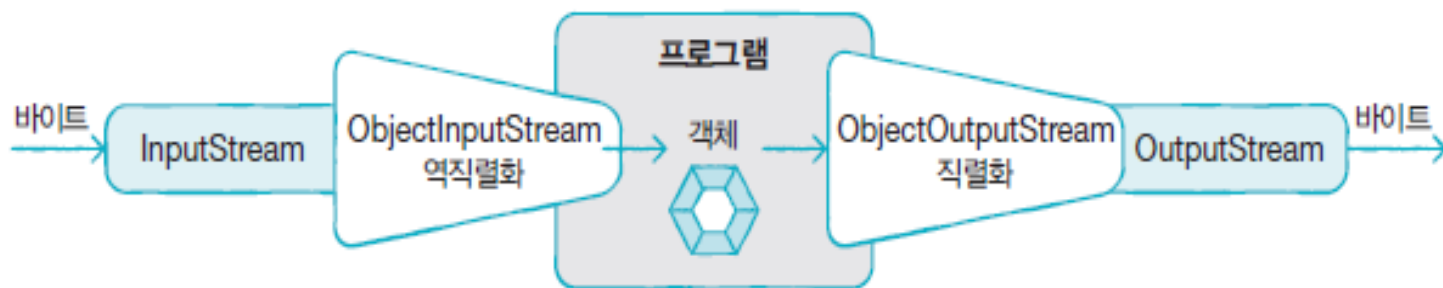 프로그램
바이트
InputStream
ObjectInputStream
역직렬화
객체
ObjectOutputStream
직렬화
OutputStream
바이트